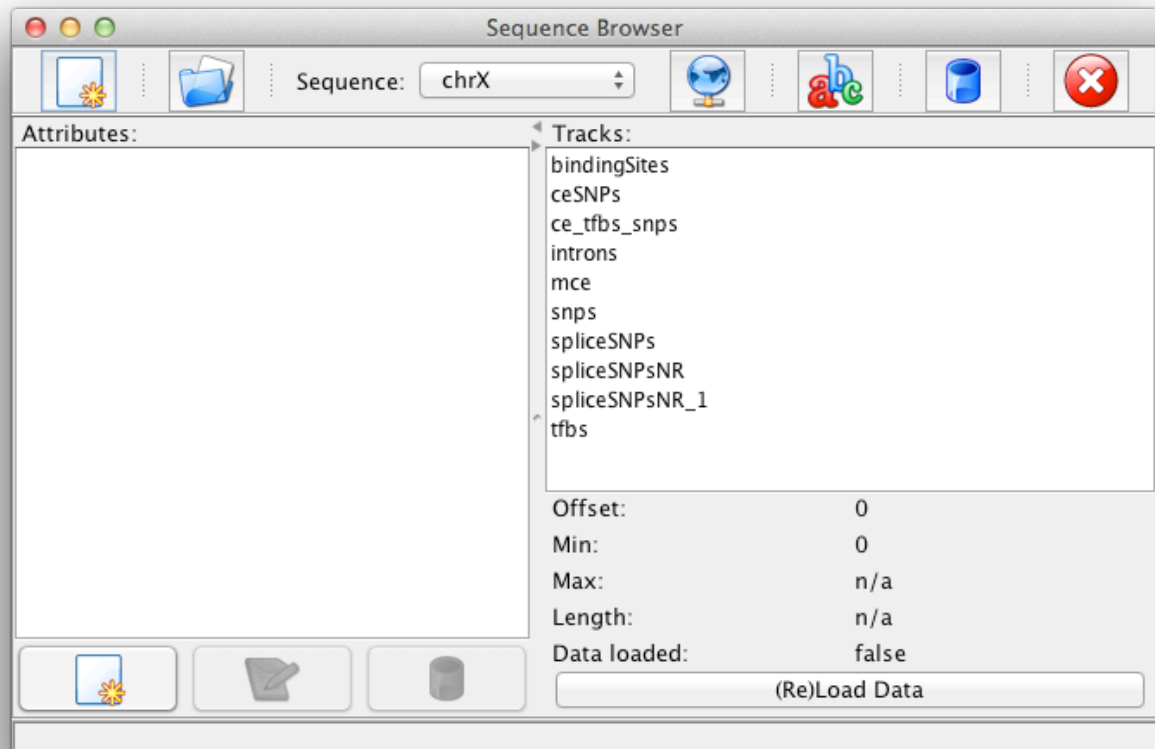 Sequence Browser
Sequence: chrX
abc
Attributes:
Tracks:
bindingSites
ceSNPs
ce_tfbs_snps
introns
mce
snps
spliceSNPs
spliceSNPsNR
spliceSNPsNR_1
tfbs
Offset: 0
Min: 0
Max: n/a
Length: n/a
Data loaded: false
(Re)Load Data